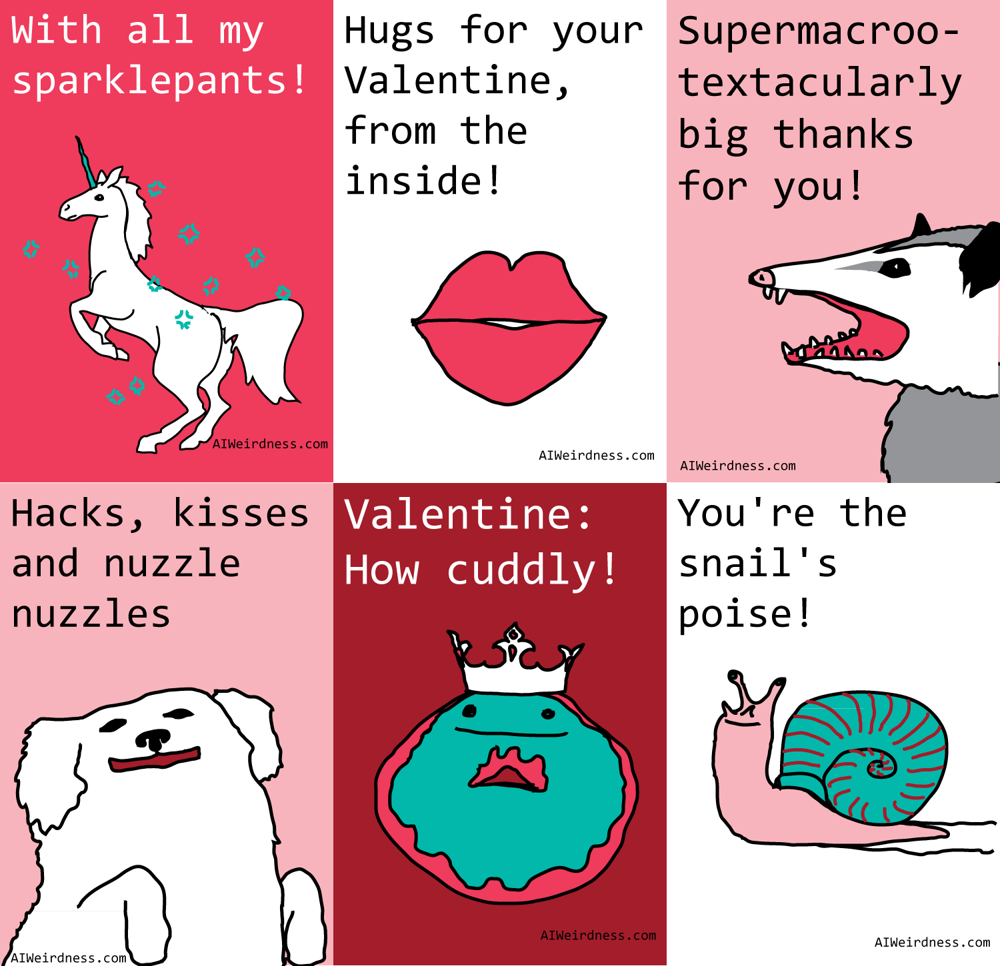 With all my
sparklepants!
AIWeirdness.com
Hugs for your
Valentine,
from the
inside!
AIWeirdness.com
Supermacroo-
textacularly
big thanks
for you!
AIWeirdness.com
Hacks, kisses
and nuzzle
nuzzles
AIWeirdness.com
Valentine:
How cuddly!
AIWeirdness.com
You're the
snail's
poise!
AIWeirdness.com